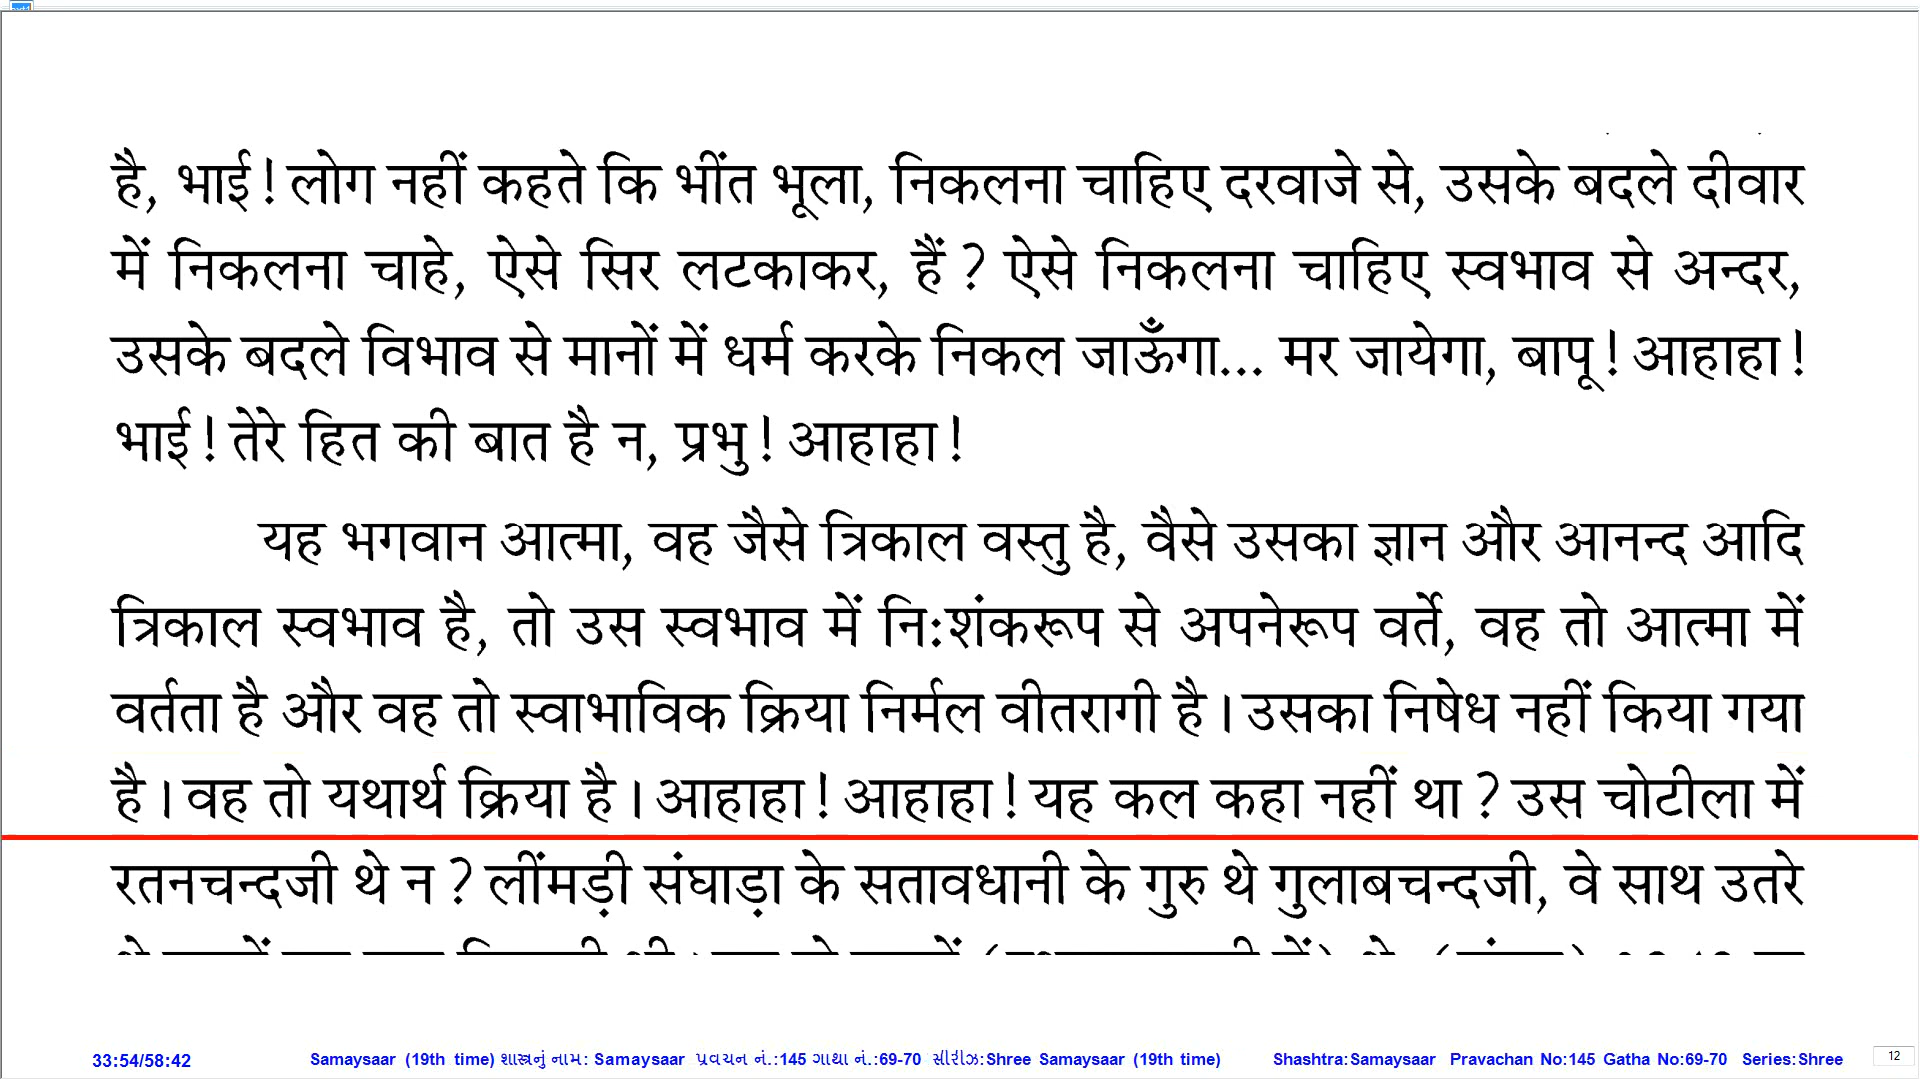 है, भाई! लोग नहीं कहते कि भींत भूला, निकलना चाहिए दरवाजे से, उसके बदले दीवार
में निकलना चाहे, ऐसे सिर लटकाकर, हैं? ऐसे निकलना चाहिए स्वभाव से अन्दर,
उसके बदले विभाव से मानों में धर्म करके निकल जाऊँगा... मर जायेगा, बापू! आहाहा!
भाई! तेरे हित की बात है न, प्रभु! आहाहा!
यह भगवान आत्मा, वह जैसे त्रिकाल वस्तु है, वैसे उसका ज्ञान और आनन्द आदि
त्रिकाल स्वभाव है, तो उस स्वभाव में नि:शंकरूप से अपनेरूप वर्ते, वह तो आत्मा में
वर्तता है और वह तो स्वाभाविक क्रिया निर्मल वीतरागी है। उसका निषेध नहीं किया गया
है। वह तो यथार्थ क्रिया है। आहाहा! आहाहा! यह कल कहा नहीं था? उस चोटीला में
रतनचन्दजी थे न? लींमड़ी संघाड़ा के सतावधानी के गुरु थे गुलाबचन्दजी, वे साथ उतरे
33:54/58:42 Samaysaar (19th time) શાસ્ત્રનું નામ: Samaysaar પ્રવચન નં.:145 ગાથા નં.:69-70 સીરીઝ:Shree Samaysaar (19th time) Shashtra:Samaysaar Pravachan No:145 Gatha No:69-70 Series:Shree 12